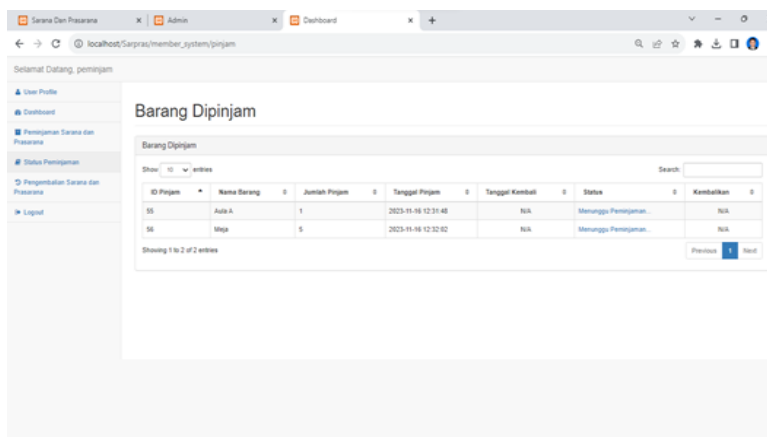 Sarana Dan Prasarana
Admin
Dashboard
localhost/Sarpras/member_system/pinjam
Selamat Datang, peminjam
User Profile
Dashboard
Peminjaman Sarana dan
Prasarana
Status Peminjaman
Pengembalian Sarana dan
Prasarana
Logout
Barang Dipinjam
Barang Dipinjam
Show 10 entries
Search:
ID Pinjam Nama Barang Jumlah Pinjam Tanggal Pinjam Tanggal Kembali Status Kembalikan
55 Aula A 1 2023-11-16 12:31:48 N/A Menunggu Peminjaman... N/A
56 Meja 5 2023-11-16 12:32:02 N/A Menunggu Peminjaman... N/A
Showing 1 to 2 of 2 entries
Previous 1 Next